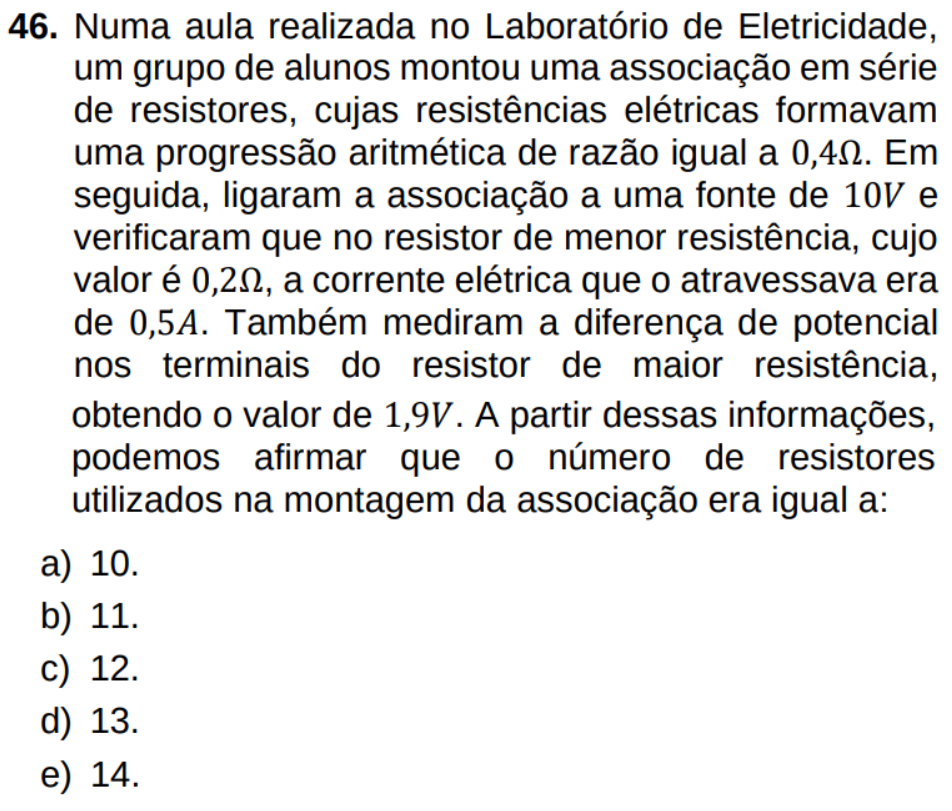 46. Numa aula realizada no Laboratório de Eletricidade,
um grupo de alunos montou uma associação em série
de resistores, cujas resistências elétricas formavam
uma progressão aritmética de razão igual a 0,4Ω. Em
seguida, ligaram a associação a uma fonte de 10V e
verificaram que no resistor de menor resistência, cujo
valor é 0,2Ω, a corrente elétrica que o atravessava era
de 0,5A. Também mediram a diferença de potencial
nos terminais do resistor de maior resistência,
obtendo o valor de 1,9V. A partir dessas informações,
podemos afirmar que o número de resistores
utilizados na montagem da associação era igual a:
a) 10.
b) 11.
c) 12.
d) 13.
e) 14.